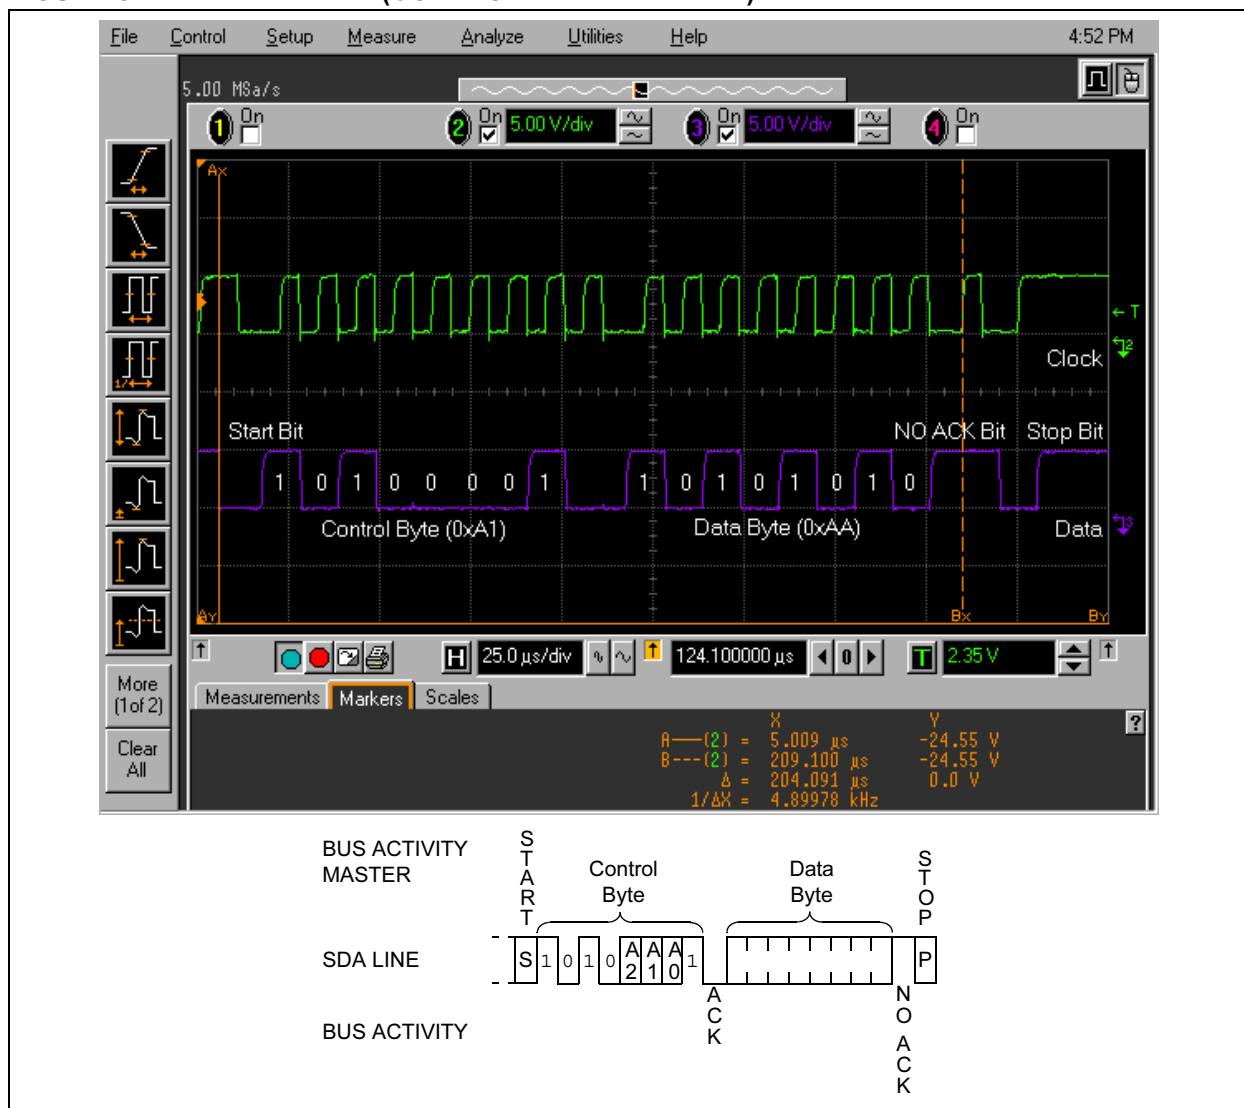 File Control Setup Measure Analyze Utilities Help 4:52 PM
5.00 MSa/s
1 On 2 On 5.00 V/div 3 On 5.00 V/div 4 On
Ax
T
2
Clock
Start Bit NO ACK Bit Stop Bit
1 0 1 0 0 0 0 1 1 0 1 0 1 0 1 0
Control Byte (0xA1) Data Byte (0xAA) Data
3
Ay Bx By
H 25.0 µs/div 124.100000 µs 0 T 2.35 V
More
(1 of 2)
Clear
All
Measurements Markers Scales
?
X Y
A——(2) = 5.009 µs -24.55 V
B---(2) = 209.100 µs -24.55 V
Δ = 204.091 µs 0.0 V
1/ΔX = 4.89978 kHz
BUS ACTIVITY
MASTER
START
Control
Byte
Data
Byte
STOP
SDA LINE
S 1 0 1 0 A2 A1 A0 1 P
BUS ACTIVITY
ACK
NO ACK